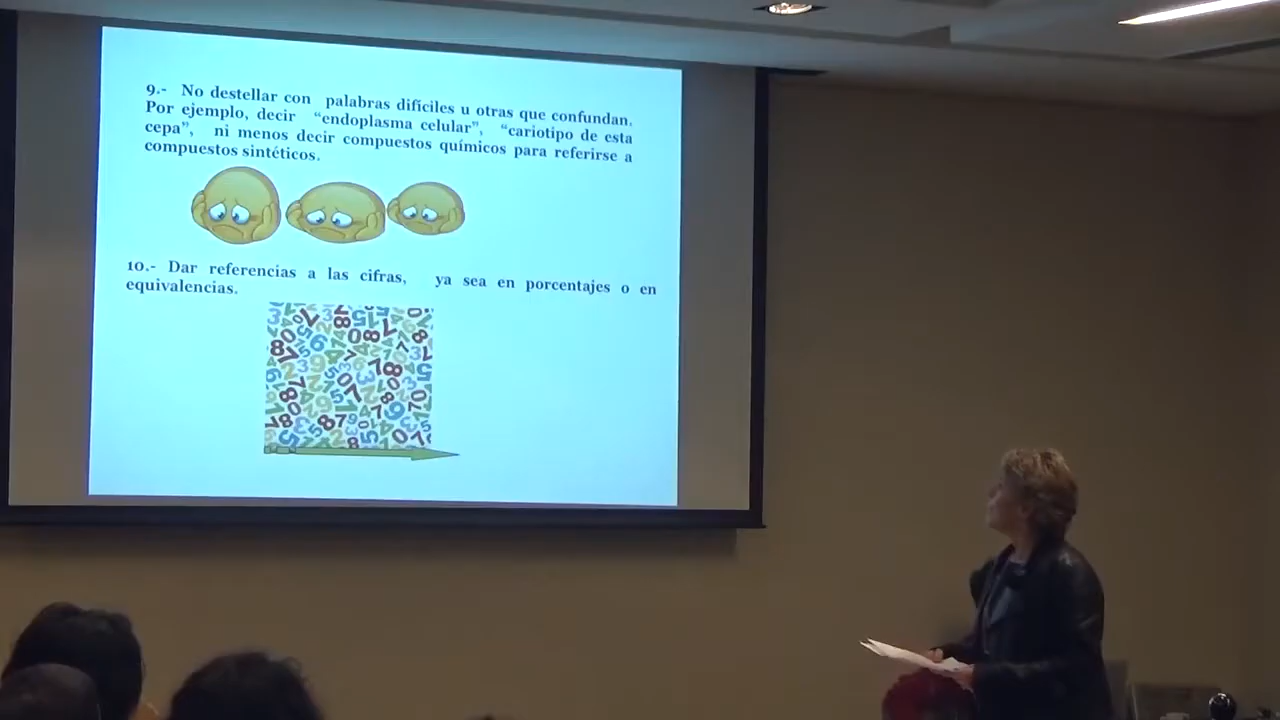 9.- No destellar con palabras difíciles u otras que confundan.
Por ejemplo, decir “endoplasma celular”, “cariotipo de esta
cepa”, ni menos decir compuestos químicos para referirse a
compuestos sintéticos.
10.- Dar referencias a las cifras, ya sea en porcentajes o en
equivalencias.